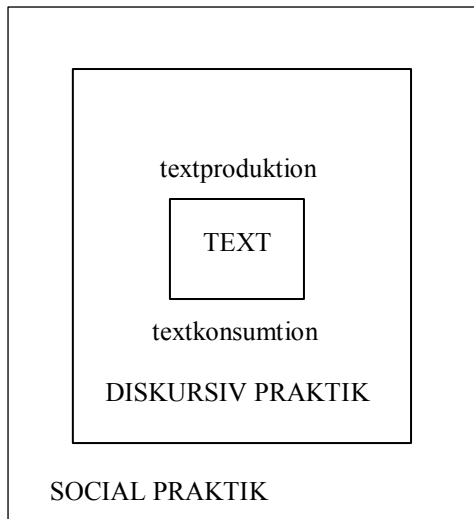 textproduktion
TEXT
textkonsumtion
DISKURSIV PRAKTIK
SOCIAL PRAKTIK